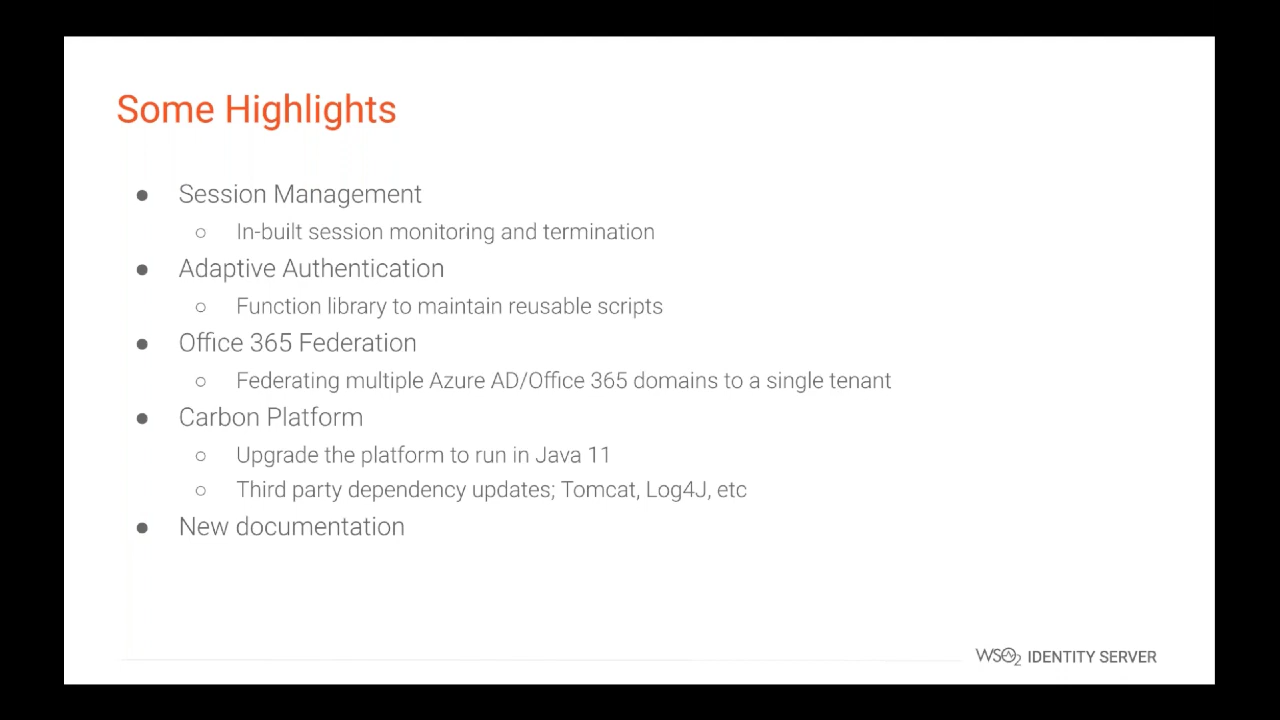 Some Highlights
● Session Management
○ In-built session monitoring and termination
● Adaptive Authentication
○ Function library to maintain reusable scripts
● Office 365 Federation
○ Federating multiple Azure AD/Office 365 domains to a single tenant
● Carbon Platform
○ Upgrade the platform to run in Java 11
○ Third party dependency updates; Tomcat, Log4J, etc
● New documentation
WSO2 IDENTITY SERVER